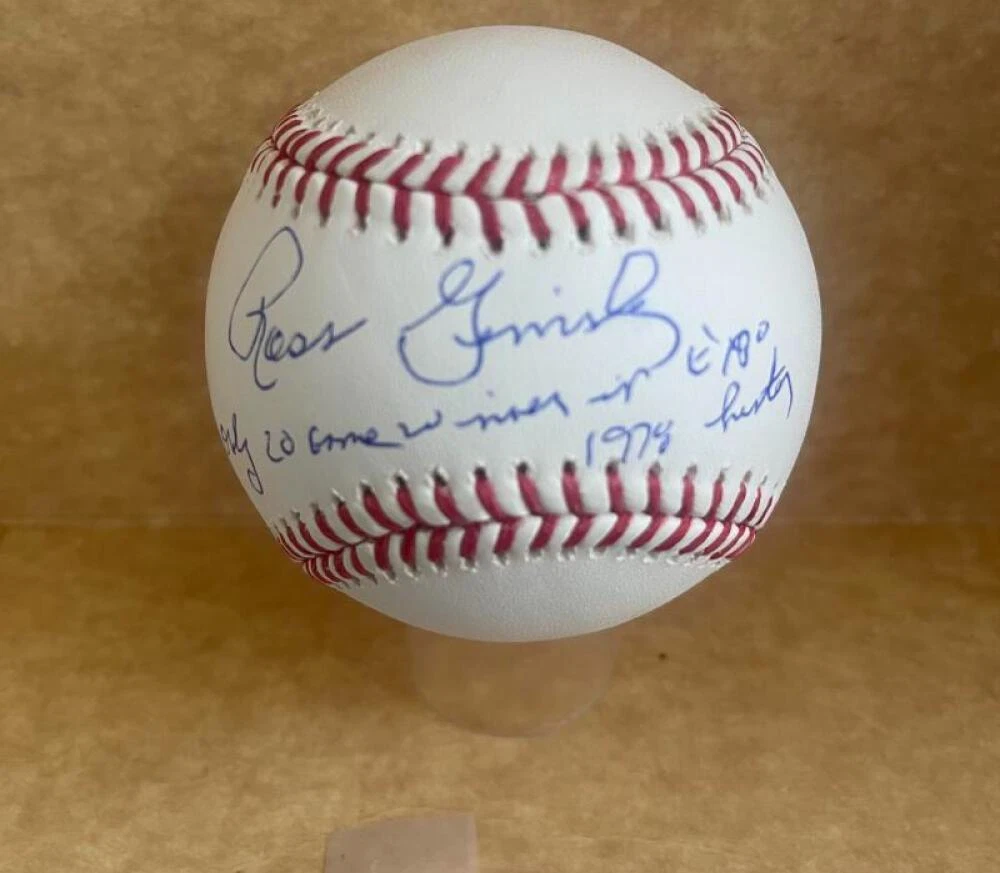 Ross Grimsley
Only 20 Game winner in Expo
1978 history